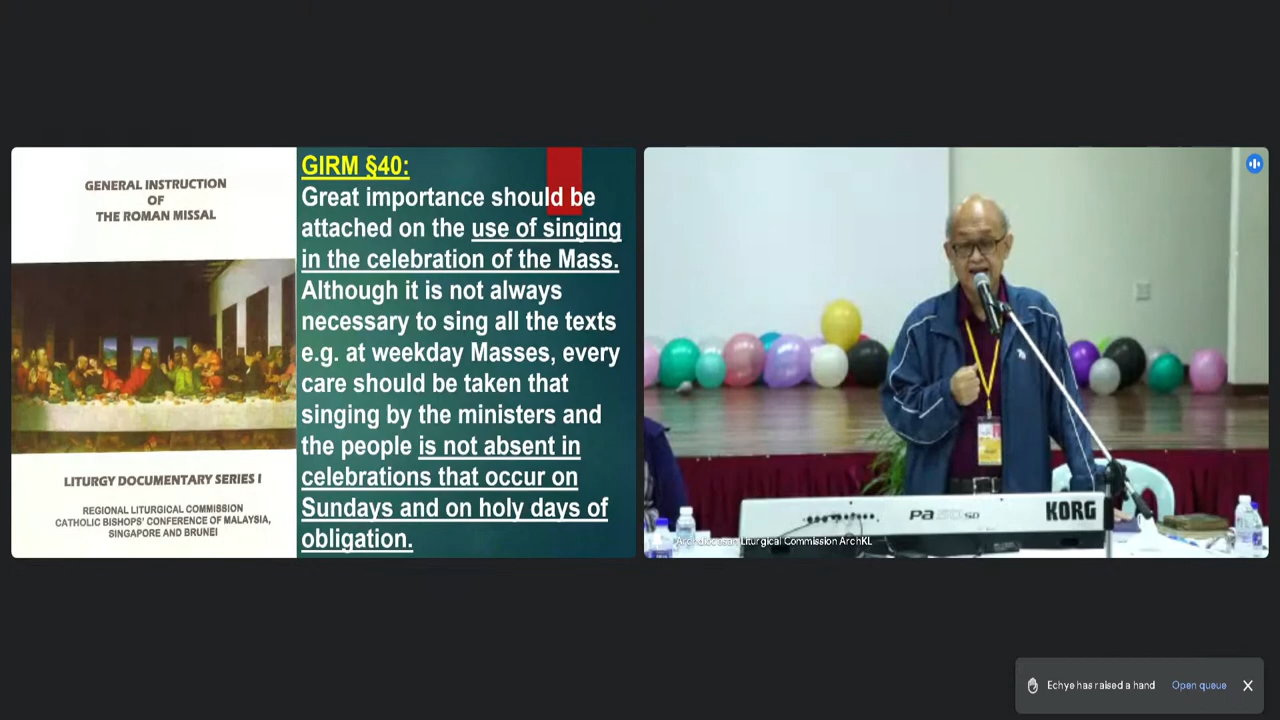 GENERAL INSTRUCTION
OF
THE ROMAN MISSAL
LITURGY DOCUMENTARY SERIES I
REGIONAL LITURGICAL COMMISSION
CATHOLIC BISHOPS' CONFERENCE OF MALAYSIA,
SINGAPORE AND BRUNEI
GIRM §40:
Great importance should be
attached on the use of singing
in the celebration of the Mass.
Although it is not always
necessary to sing all the texts
e.g. at weekday Masses, every
care should be taken that
singing by the ministers and
the people is not absent in
celebrations that occur on
Sundays and on holy days of
obligation.
Pa50SD
KORG
Liturgical Commission ArchKL
Echye has raised a hand
Open queue